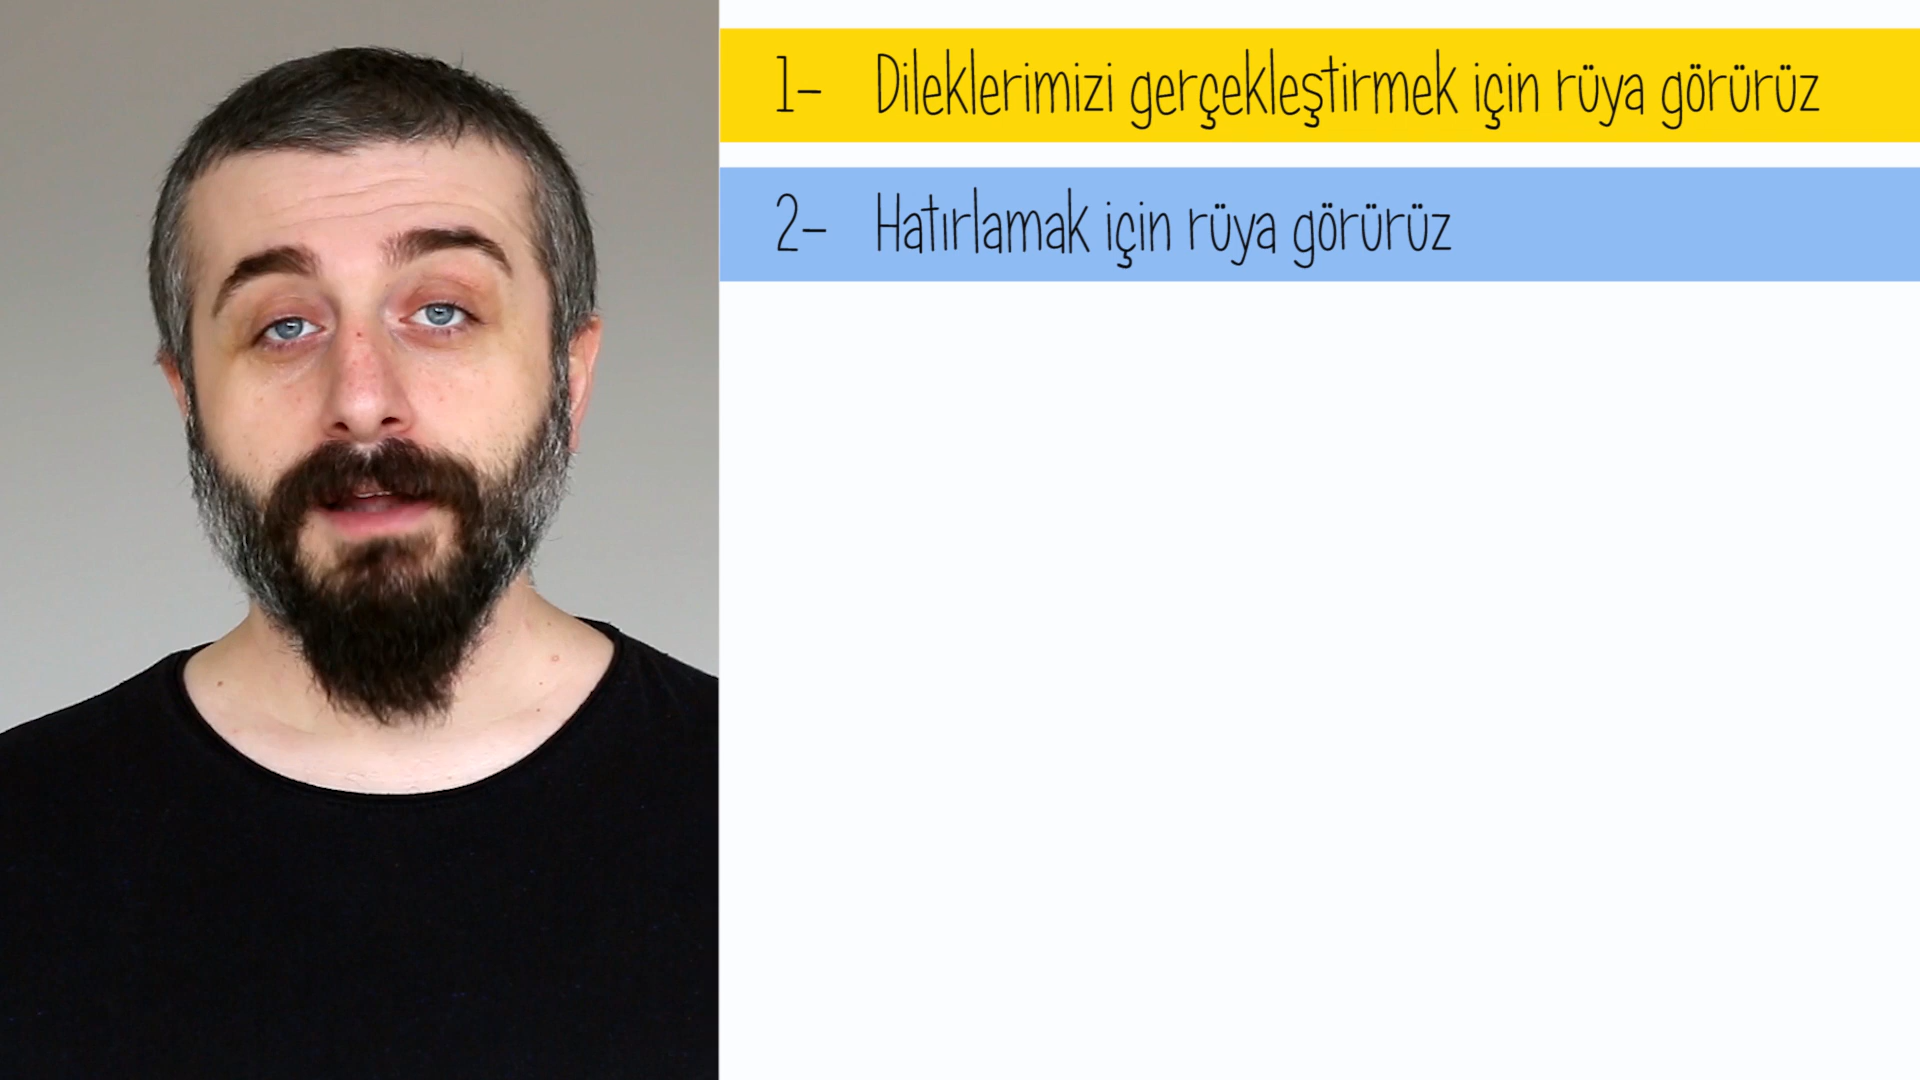 1- Dileklerimizi gerçekleştirmek için rüya görürüz
2- Hatırlamak için rüya görürüz